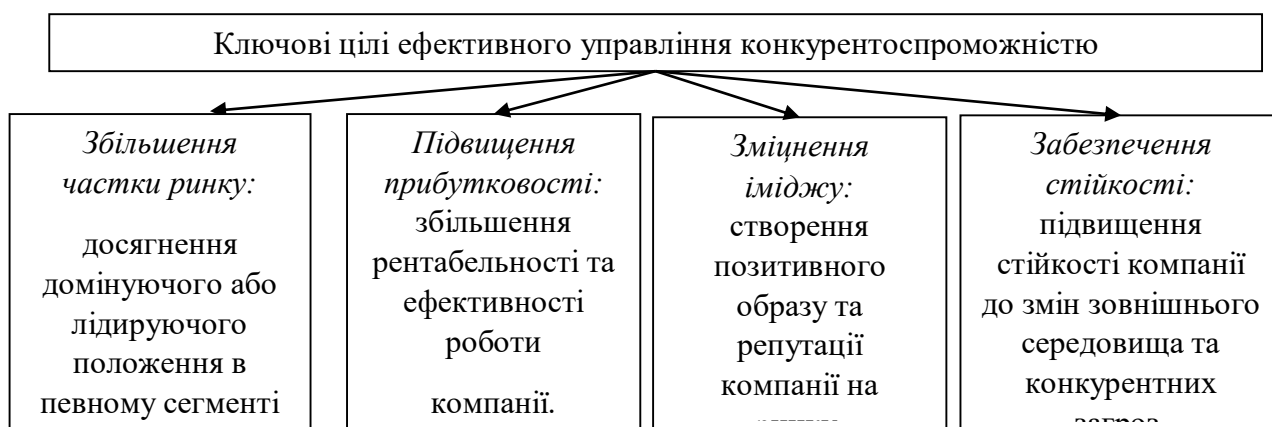 Ключові цілі ефективного управління конкурентоспроможністю
Збільшення
частки ринку:
досягнення
домінуючого або
лідируючого
положення в
певному сегменті
Підвищення
прибутковості:
збільшення
рентабельності та
ефективності
роботи
компанії.
Зміцнення
іміджу:
створення
позитивного
образу та
репутації
компанії на
Забезпечення
стійкості:
підвищення
стійкості компанії
до змін зовнішнього
середовища та
конкурентних